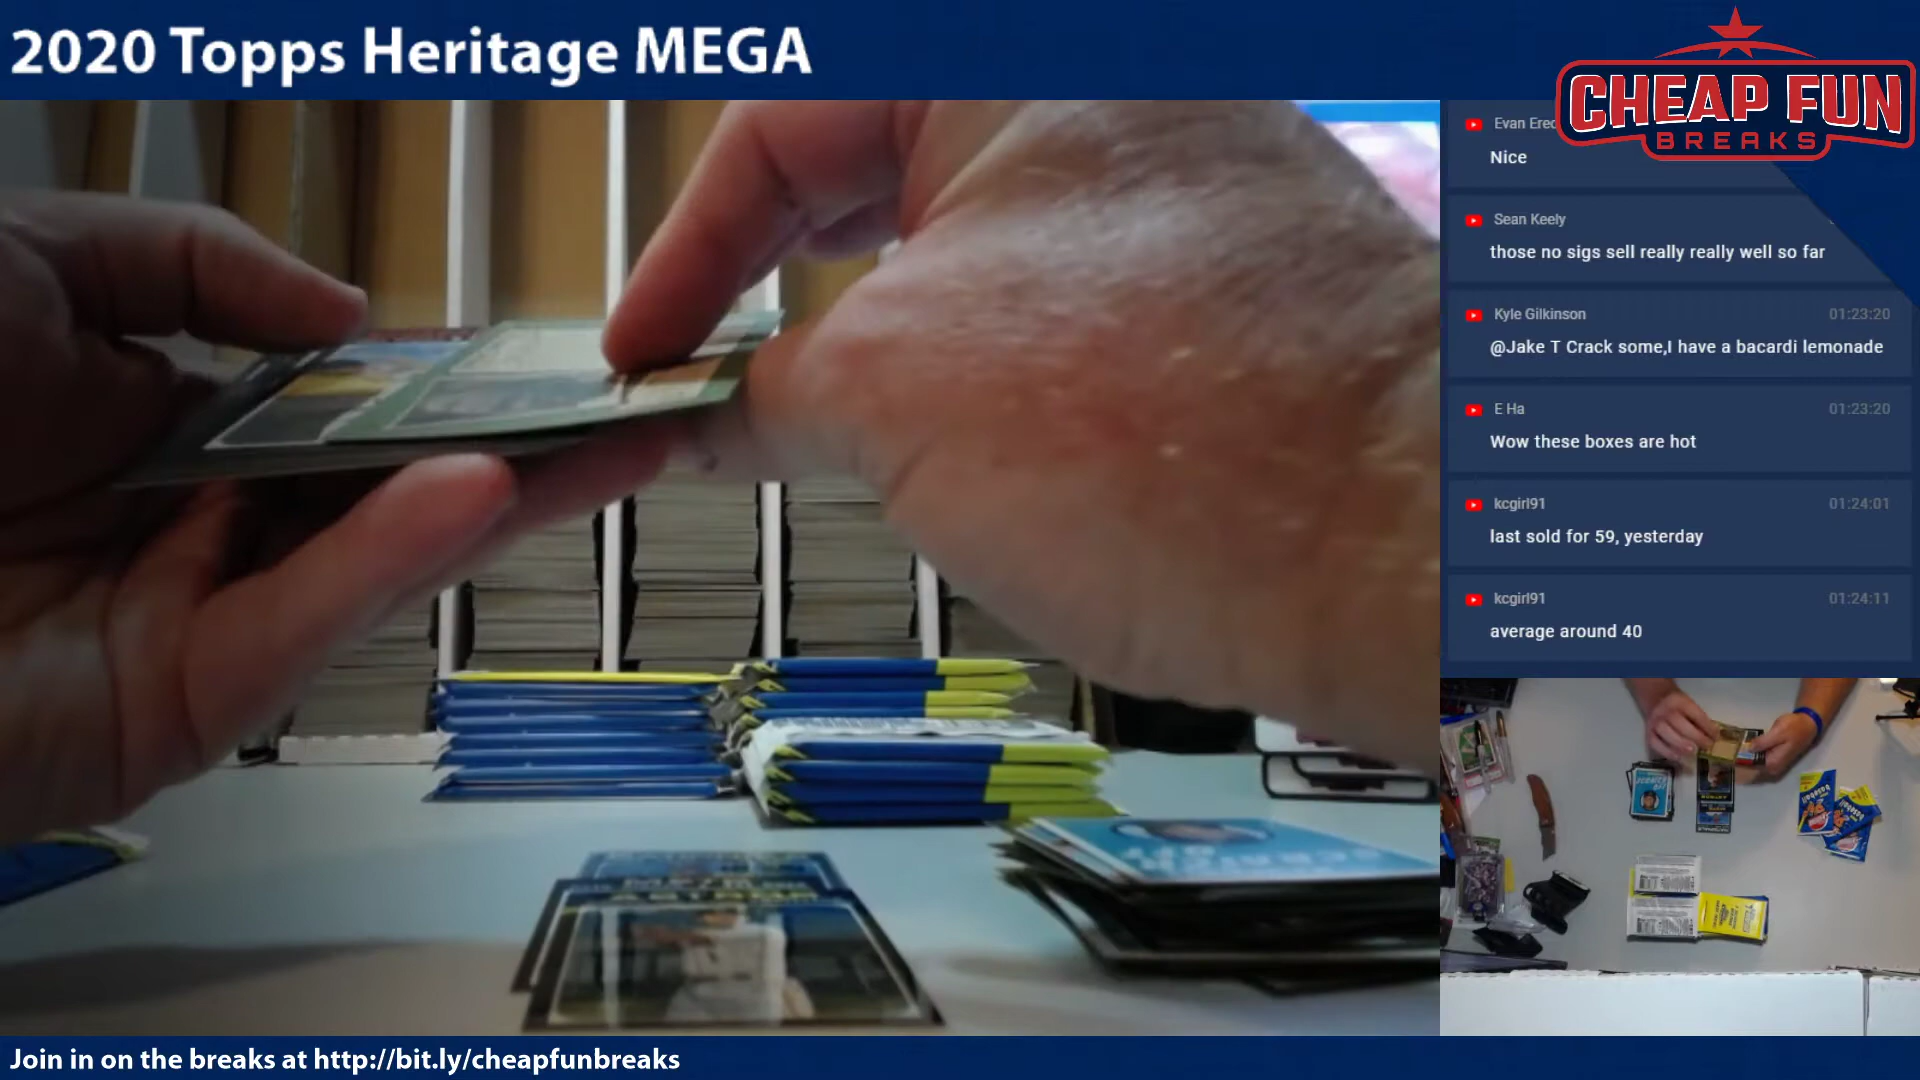 2020 Topps Heritage MEGA
CHEAP FUN
BREAKS
Evan
Nice
Sean Keely
those no sigs sell really really well so far
Kyle Gilkinson 01:23:20
@Jake T Crack some,I have a bacardi lemonade
E Ha 01:23:20
Wow these boxes are hot
kcgirl91 01:24:01
last sold for 59, yesterday
kcgirl91 01:24:11
average around 40
Join in on the breaks at http://bit.ly/cheapfunbreaks